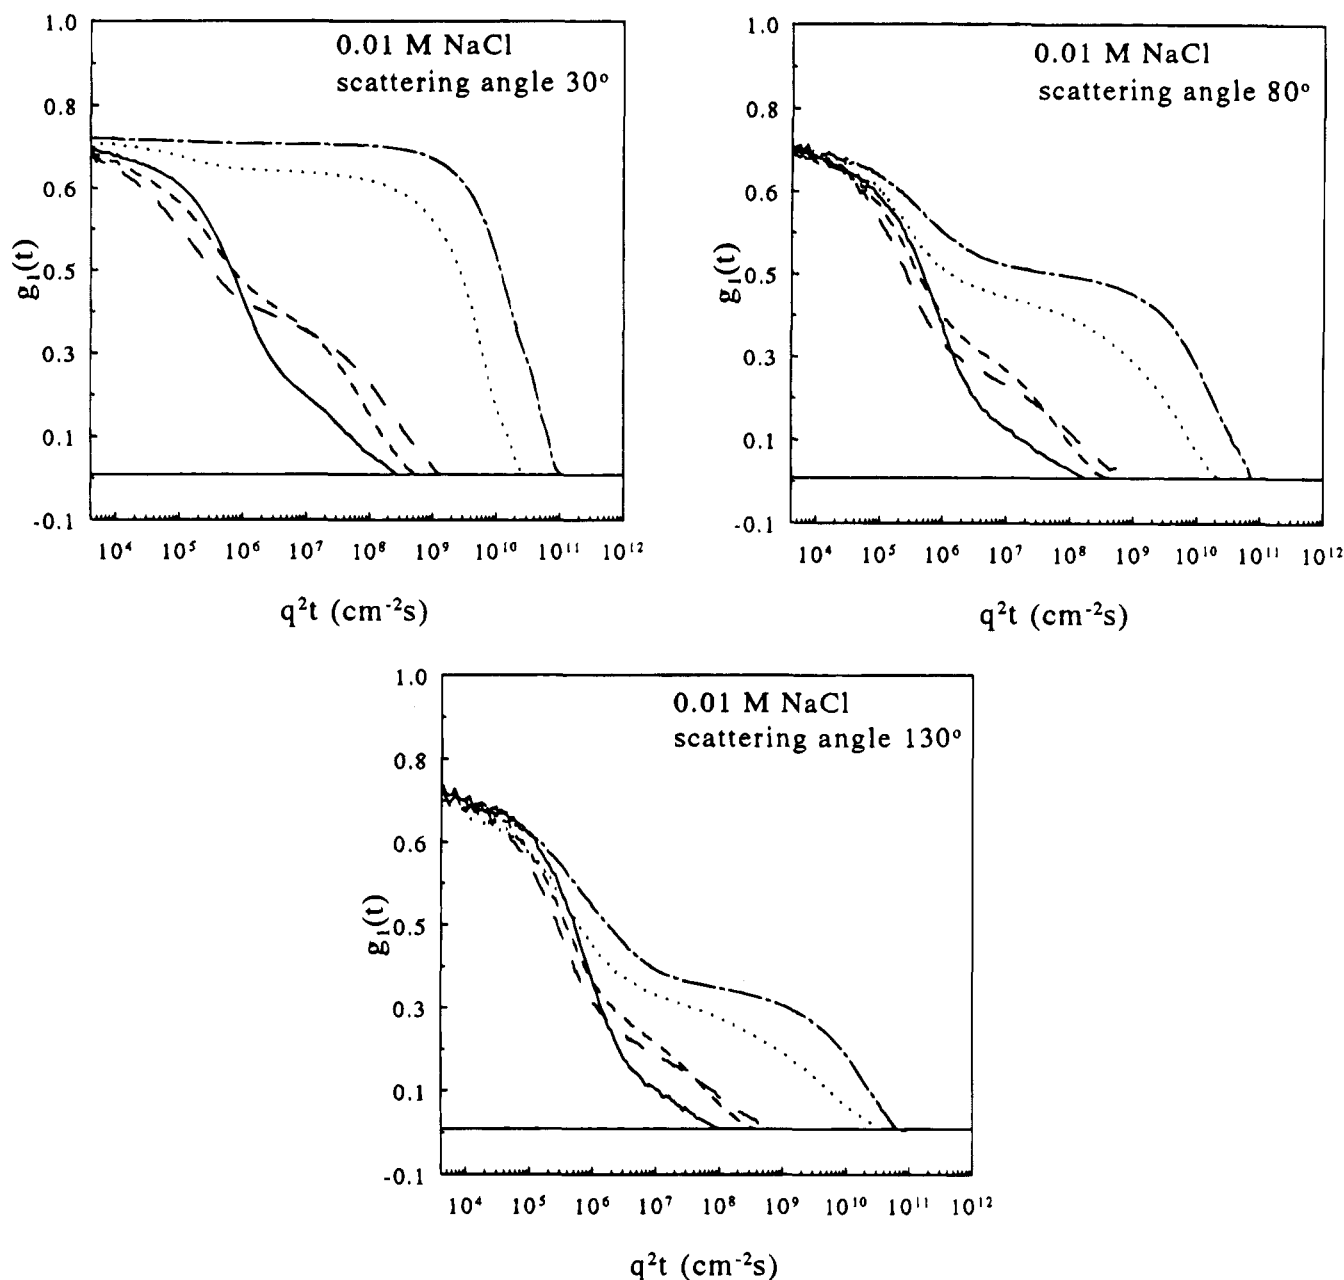 1.0
0.8
0.6
0.5
0.3
0.1
-0.1
g₁(t)
0.01 M NaCl
scattering angle 30°
10⁴ 10⁵ 10⁶ 10⁷ 10⁸ 10⁹ 10¹⁰ 10¹¹ 10¹²
q²t (cm⁻²s)
1.0
0.8
0.6
0.5
0.3
0.1
-0.1
g₁(t)
0.01 M NaCl
scattering angle 80°
10⁴ 10⁵ 10⁶ 10⁷ 10⁸ 10⁹ 10¹⁰ 10¹¹ 10¹²
q²t (cm⁻²s)
1.0
0.8
0.6
0.5
0.3
0.1
-0.1
g₁(t)
0.01 M NaCl
scattering angle 130°
10⁴ 10⁵ 10⁶ 10⁷ 10⁸ 10⁹ 10¹⁰ 10¹¹ 10¹²
q²t (cm⁻²s)